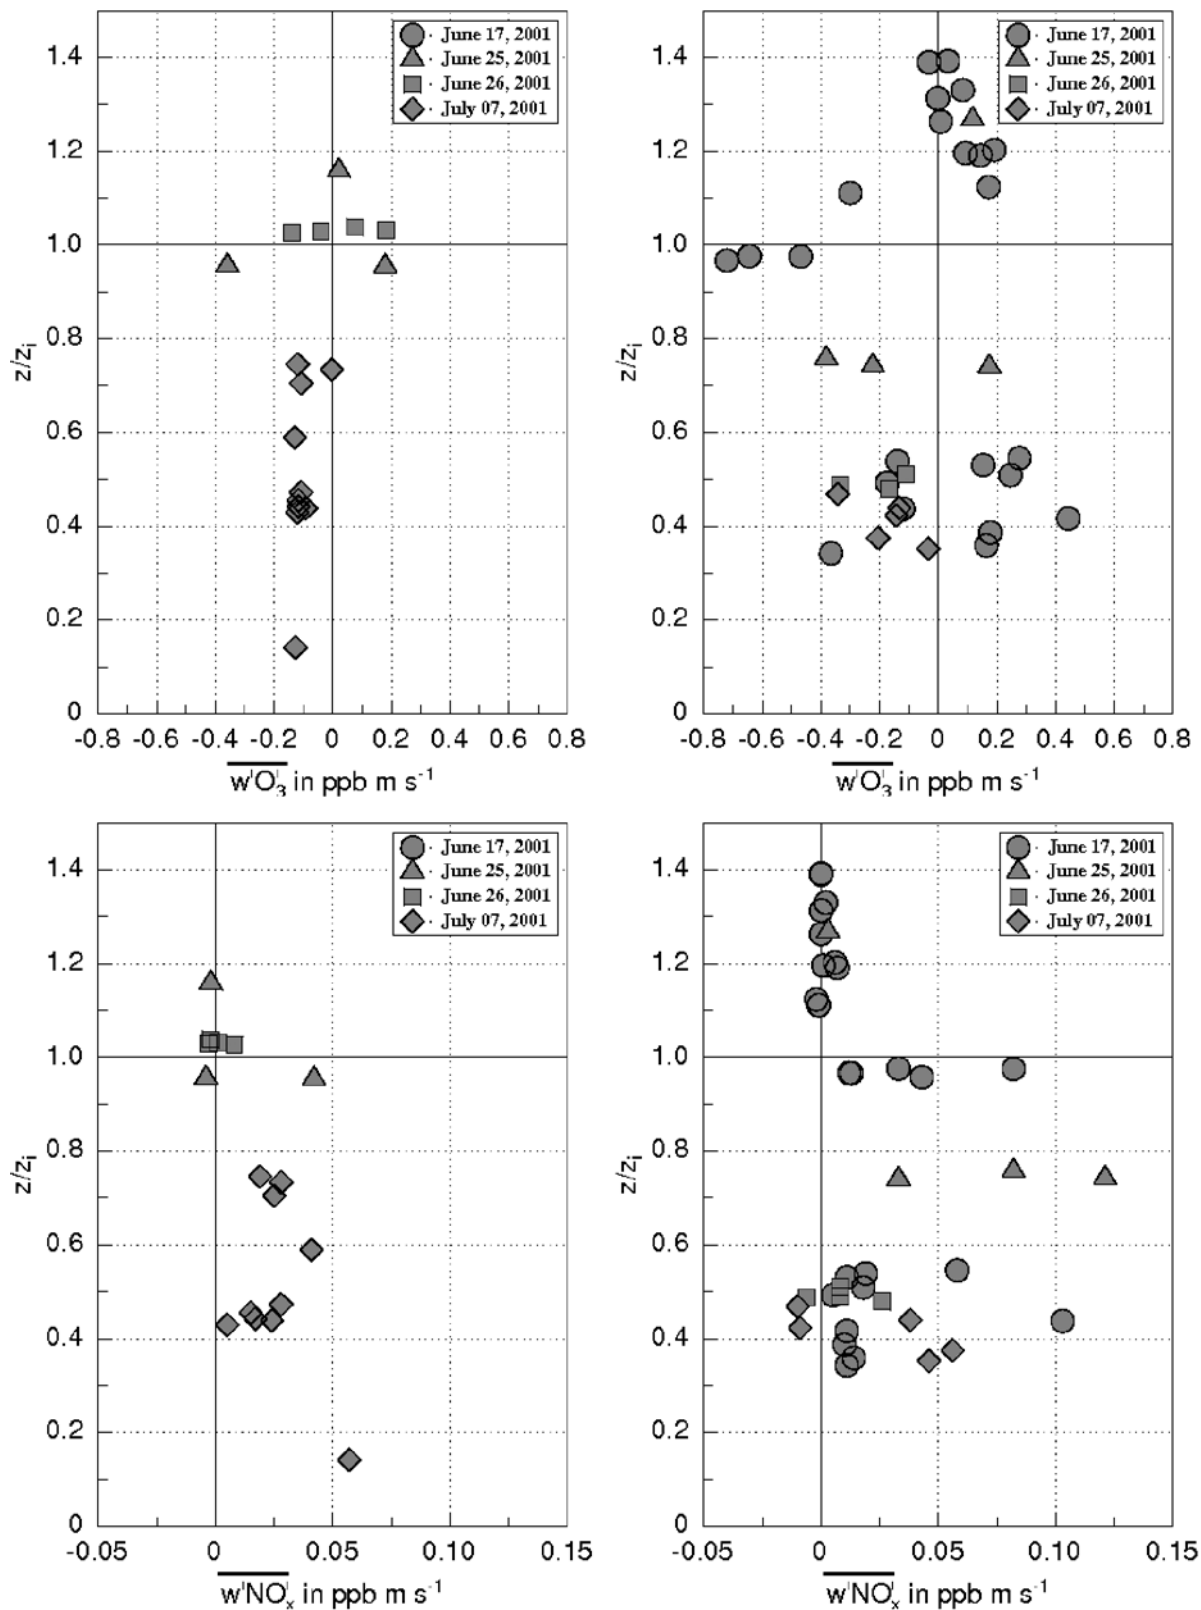 June 17, 2001
June 25, 2001
June 26, 2001
July 07, 2001
1.4
1.2
1.0
0.8
0.6
0.4
0.2
0
z/zi
-0.8 -0.6 -0.4 -0.2 0 0.2 0.4 0.6 0.8
w'O3' in ppb m s-1
June 17, 2001
June 25, 2001
June 26, 2001
July 07, 2001
1.4
1.2
1.0
0.8
0.6
0.4
0.2
0
z/zi
-0.8 -0.6 -0.4 -0.2 0 0.2 0.4 0.6 0.8
w'O3' in ppb m s-1
June 17, 2001
June 25, 2001
June 26, 2001
July 07, 2001
1.4
1.2
1.0
0.8
0.6
0.4
0.2
0
z/zi
-0.05 0 0.05 0.10 0.15
w'NOx' in ppb m s-1
June 17, 2001
June 25, 2001
June 26, 2001
July 07, 2001
1.4
1.2
1.0
0.8
0.6
0.4
0.2
0
z/zi
-0.05 0 0.05 0.10 0.15
w'NOx' in ppb m s-1